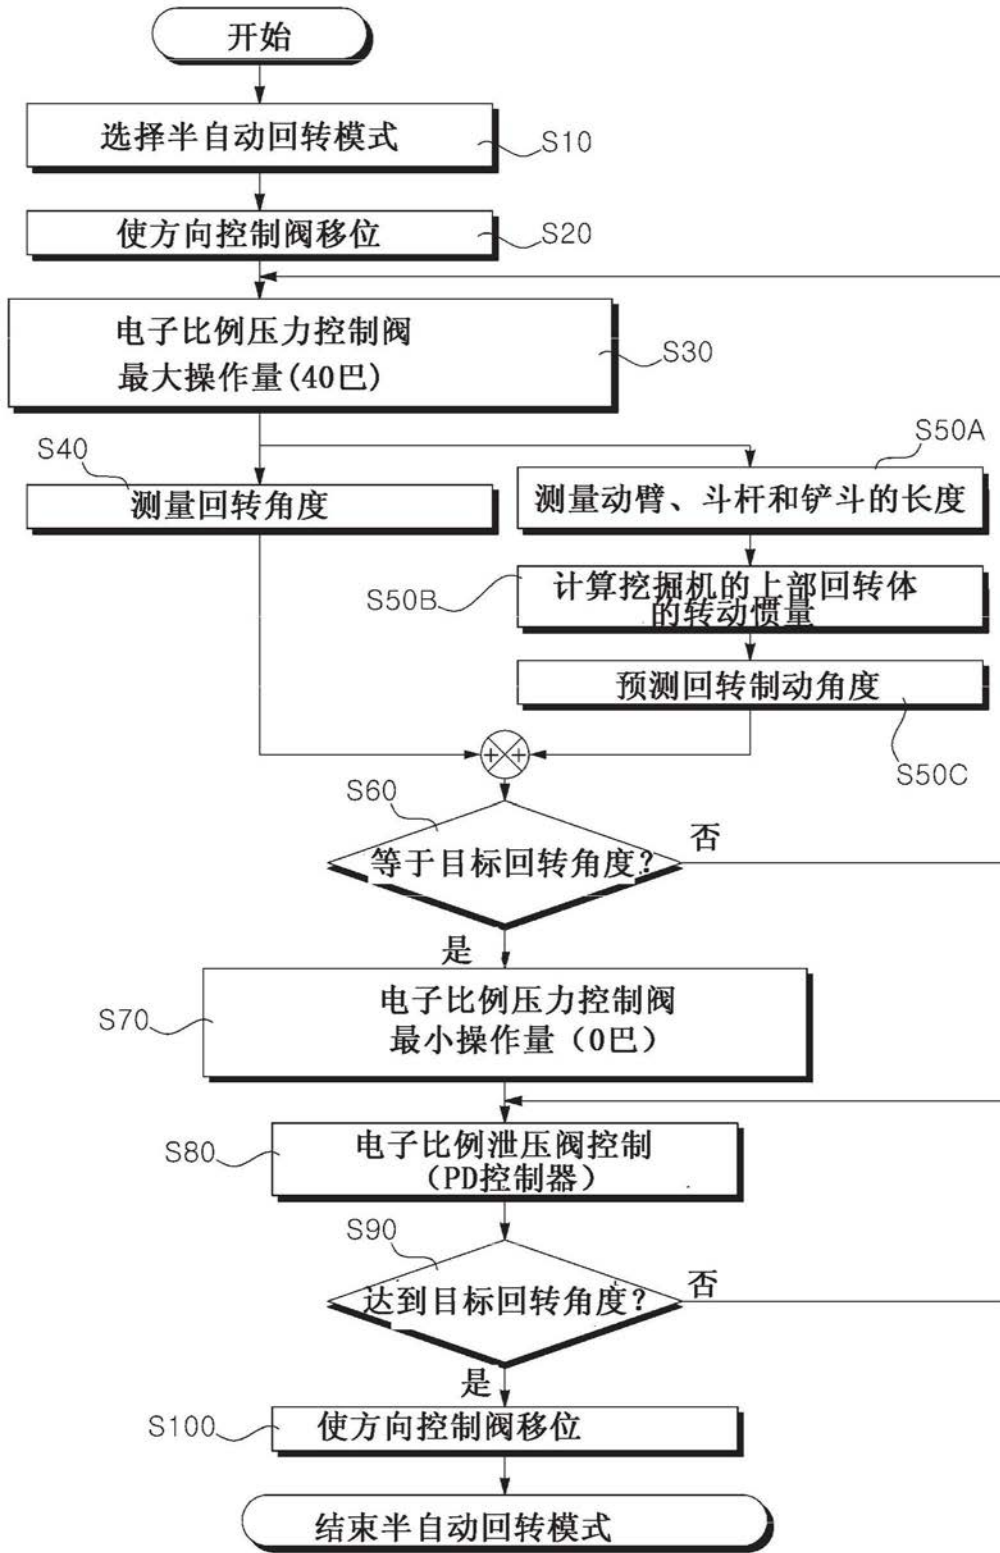 开始
选择半自动回转模式
S10
使方向控制阀移位
S20
电子比例压力控制阀
最大操作量(40巴)
S30
S40
测量回转角度
S50A
测量动臂、斗杆和铲斗的长度
S50B
计算挖掘机的上部回转体
的转动惯量
预测回转制动角度
S50C
+ +
S60
等于目标回转角度?
否
是
S70
电子比例压力控制阀
最小操作量（0巴）
S80
电子比例泄压阀控制
（PD控制器）
S90
达到目标回转角度?
否
是
S100
使方向控制阀移位
结束半自动回转模式